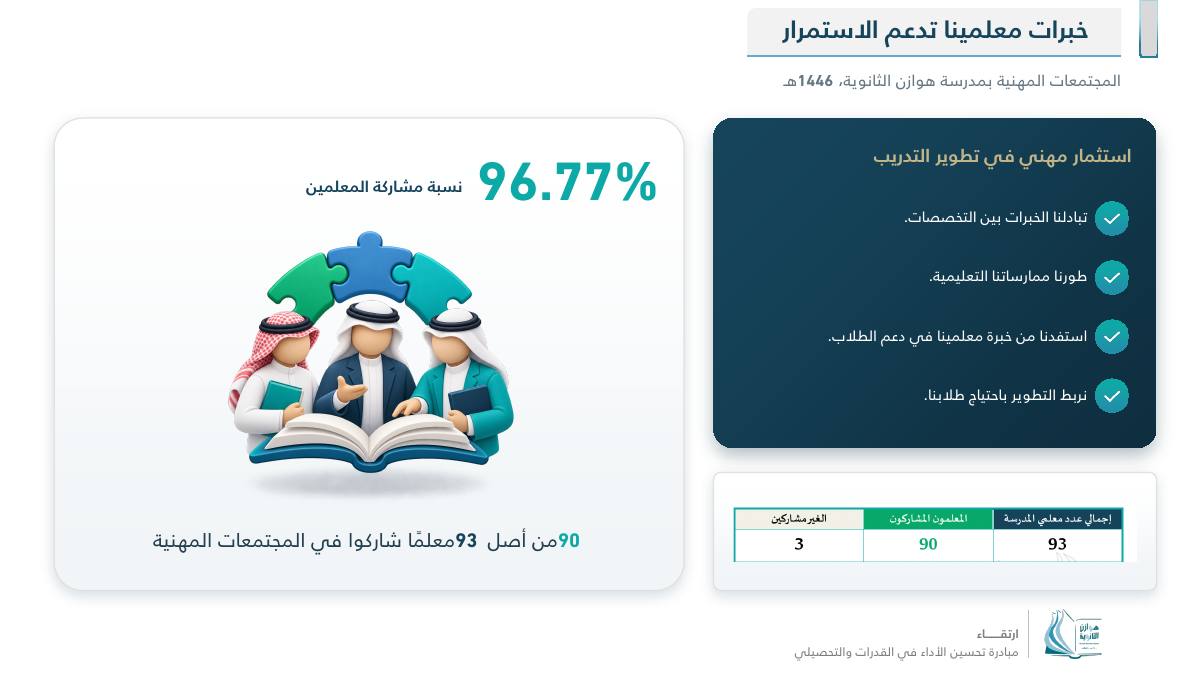 خبرات معلمينا تدعم الاستمرار
المجتمعات المهنية بمدرسة هوازن الثانوية، 1446هـ
استثمار مهني في تطوير التدريب
تبادلنا الخبرات بين التخصصات.
طورنا ممارساتنا التعليمية.
استفدنا من خبرة معلمينا في دعم الطلاب.
نربط التطوير باحتياج طلابنا.
إجمالي عدد معلمي المدرسة المعلمون المشاركون الغير مشاركين
93 90 3
96.77% نسبة مشاركة المعلمين
90من أصل 93معلمًا شاركوا في المجتمعات المهنية
هوازن
الثانوية
ارتقـــاء
مبادرة تحسين الأداء في القدرات والتحصيلي